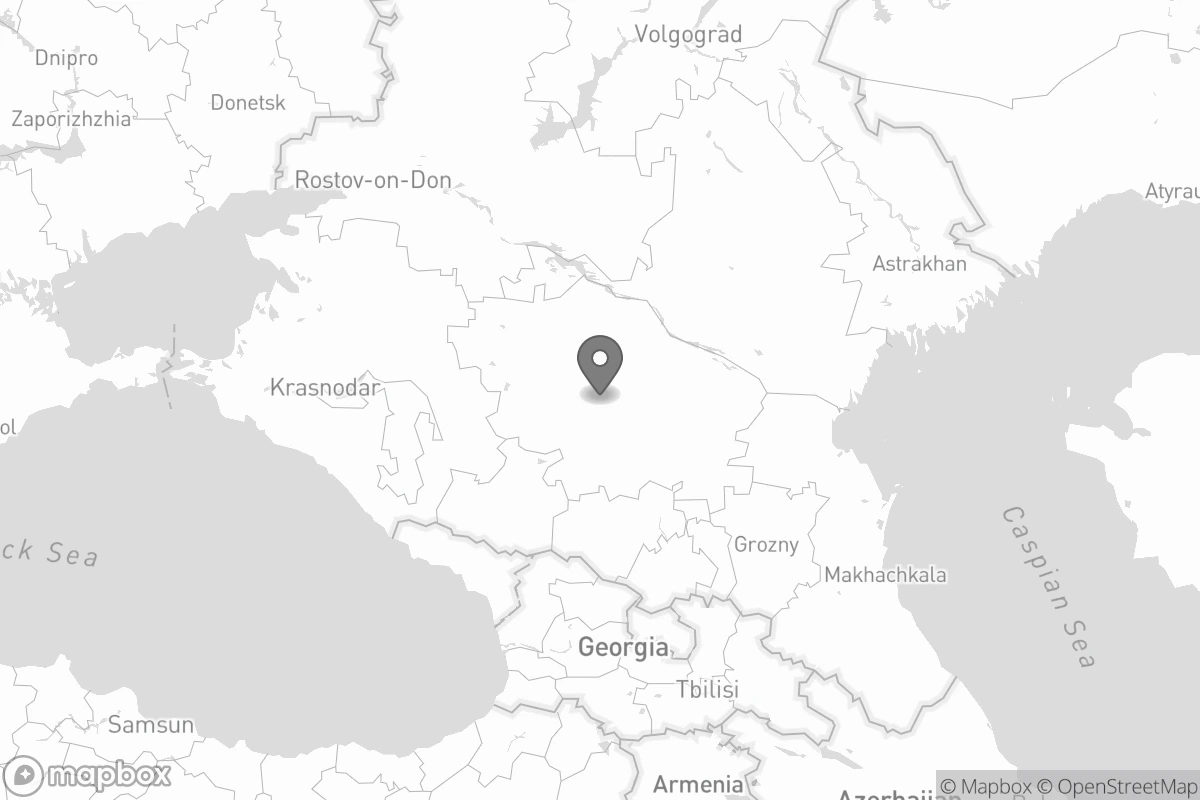 Volgograd
Dnipro
Donetsk
Zaporizhzhia
Rostov-on-Don
Atyrau
Astrakhan
Krasnodar
ol
ck Sea
Caspian Sea
Grozny
Makhachkala
Georgia
Tbilisi
Samsun
mapbox
Armenia
Azerbaijan
© Mapbox © OpenStreetMap